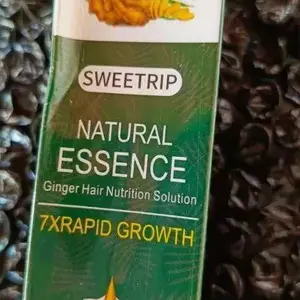 SWEETRIP
NATURAL
ESSENCE
Ginger Hair Nutrition Solution
7XRAPID GROWTH